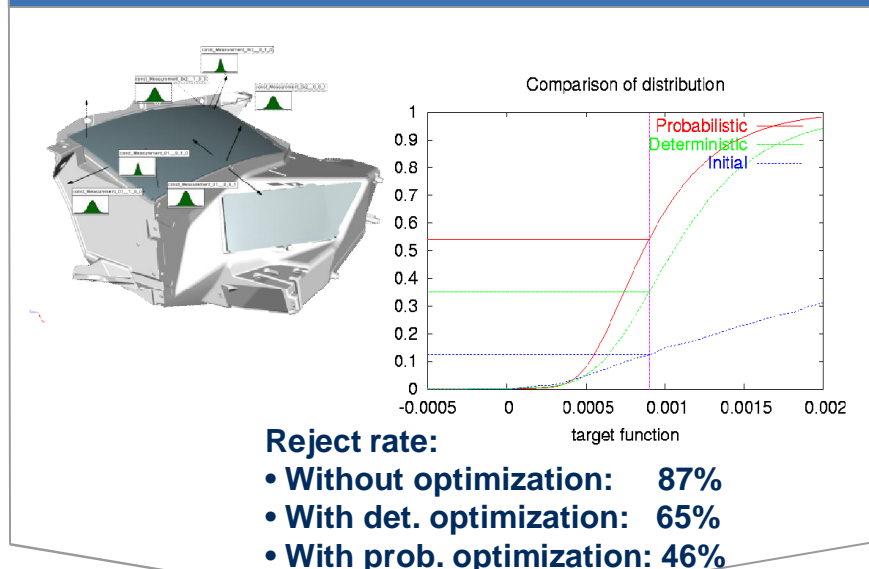 Comparison of distribution
1
0.9
0.8
0.7
0.6
0.5
0.4
0.3
0.2
0.1
0
Probabilistic
Deterministic
Initial
-0.0005 0 0.0005 0.001 0.0015 0.002
target function
Reject rate:
• Without optimization: 87%
• With det. optimization: 65%
• With prob. optimization: 46%